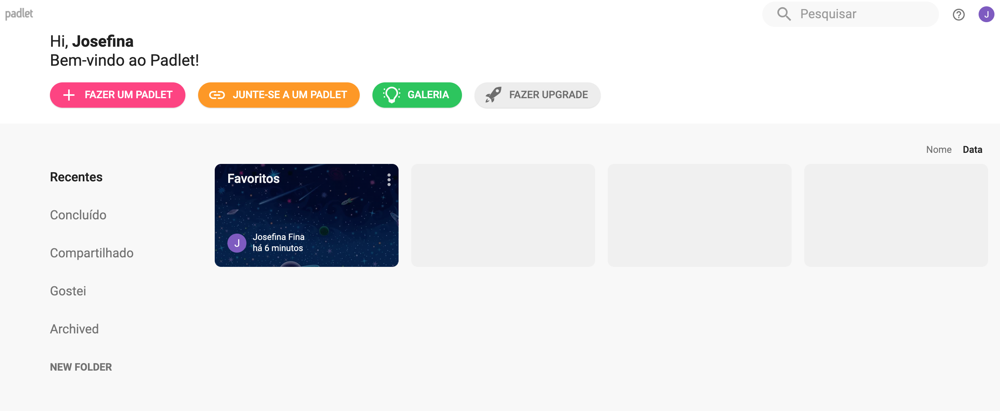 padlet
Pesquisar
J
Hi, Josefina
Bem-vindo ao Padlet!
FAZER UM PADLET
JUNTE-SE A UM PADLET
GALERIA
FAZER UPGRADE
Nome
Data
Recentes
Concluído
Compartilhado
Gostei
Archived
NEW FOLDER
Favoritos
J
Josefina Fina
há 6 minutos